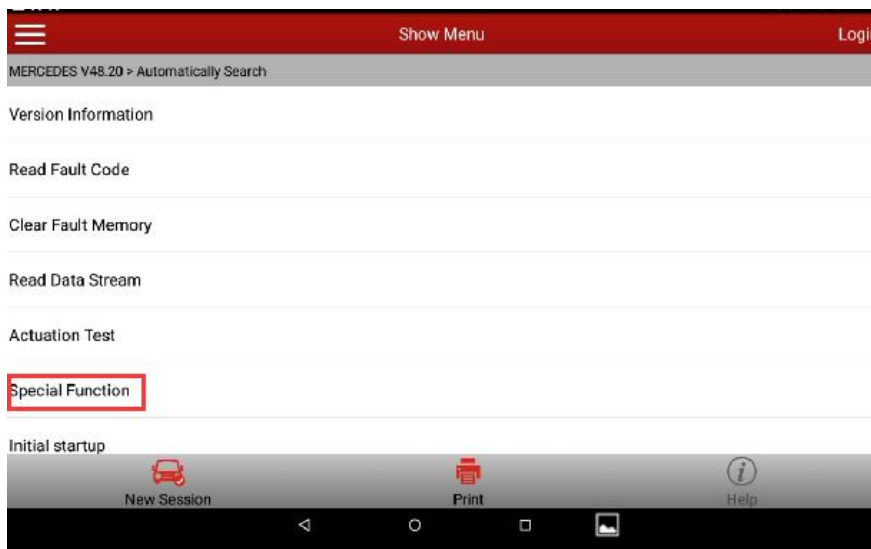 Show Menu
Login
MERCEDES V48.20 > Automatically Search
Version Information
Read Fault Code
Clear Fault Memory
Read Data Stream
Actuation Test
Special Function
Initial startup
New Session
Print
Help